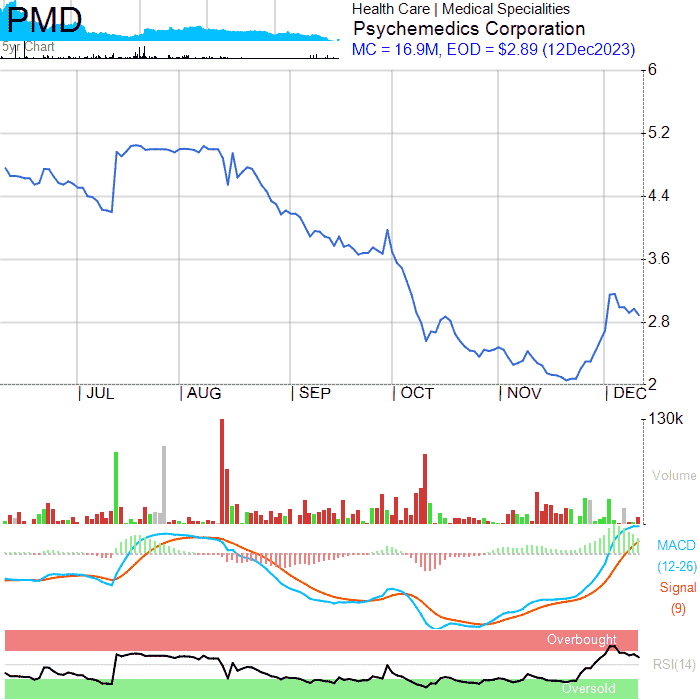 PMD
5yr Chart
Health Care | Medical Specialities
Psychemedics Corporation
MC = 16.9M, EOD = $2.89 (12Dec2023)
6
5.2
4.4
3.6
2.8
2
| JUL | AUG | SEP | OCT | NOV | DEC
130k
Volume
MACD
(12-26)
Signal
(9)
Overbought
RSI(14)
Oversold